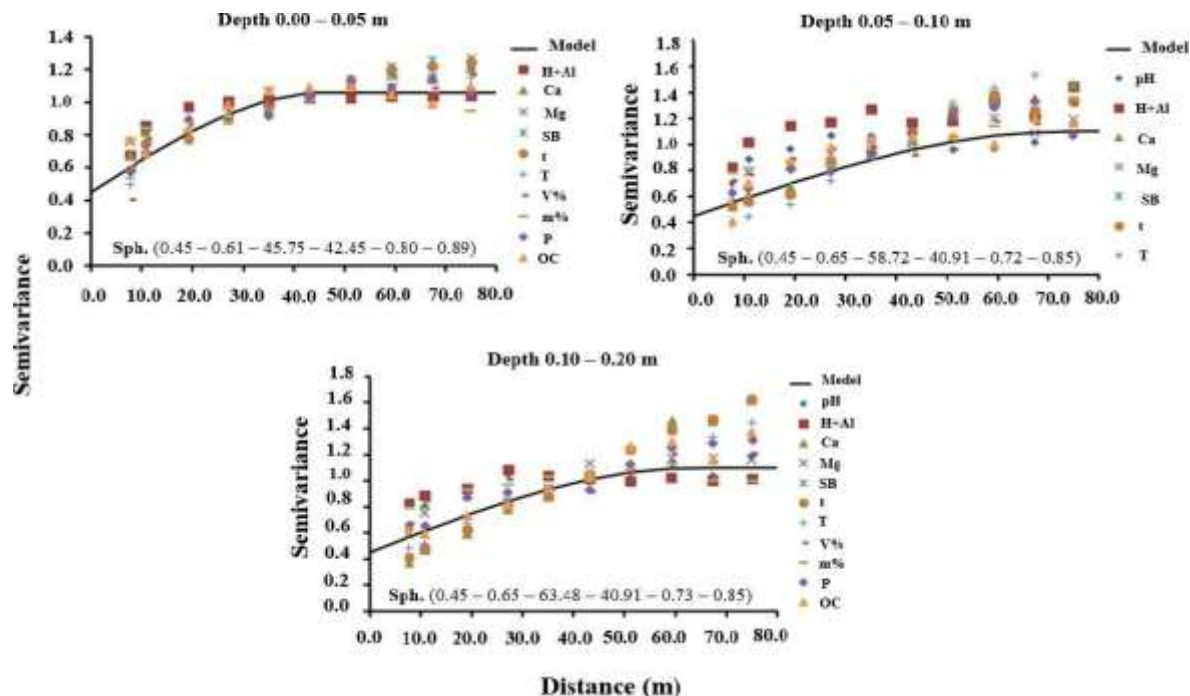 Depth 0.00 – 0.05 m
1.4
1.2
1.0
0.8
0.6
0.4
0.2
0.0
0.0 10.0 20.0 30.0 40.0 50.0 60.0 70.0 80.0
Sph. (0.45 – 0.61 – 45.75 – 42.45 – 0.80 – 0.89)
Model
H+Al
Ca
Mg
SB
t
T
V%
m%
P
OC
Semivariance
Depth 0.05 – 0.10 m
Semivariance
1.8
1.6
1.4
1.2
1.0
0.8
0.6
0.4
0.2
0.0
0.0 10.0 20.0 30.0 40.0 50.0 60.0 70.0 80.0
Sph. (0.45 – 0.65 – 58.72 – 40.91 – 0.72 – 0.85)
Model
pH
H+Al
Ca
Mg
SB
t
T
Depth 0.10 – 0.20 m
Semivariance
1.8
1.6
1.4
1.2
1.0
0.8
0.6
0.4
0.2
0.0
0.0 10.0 20.0 30.0 40.0 50.0 60.0 70.0 80.0
Sph. (0.45 – 0.65 – 63.48 – 40.91 – 0.73 – 0.85)
Model
pH
H+Al
Ca
Mg
SB
t
T
V%
m%
P
OC
Distance (m)